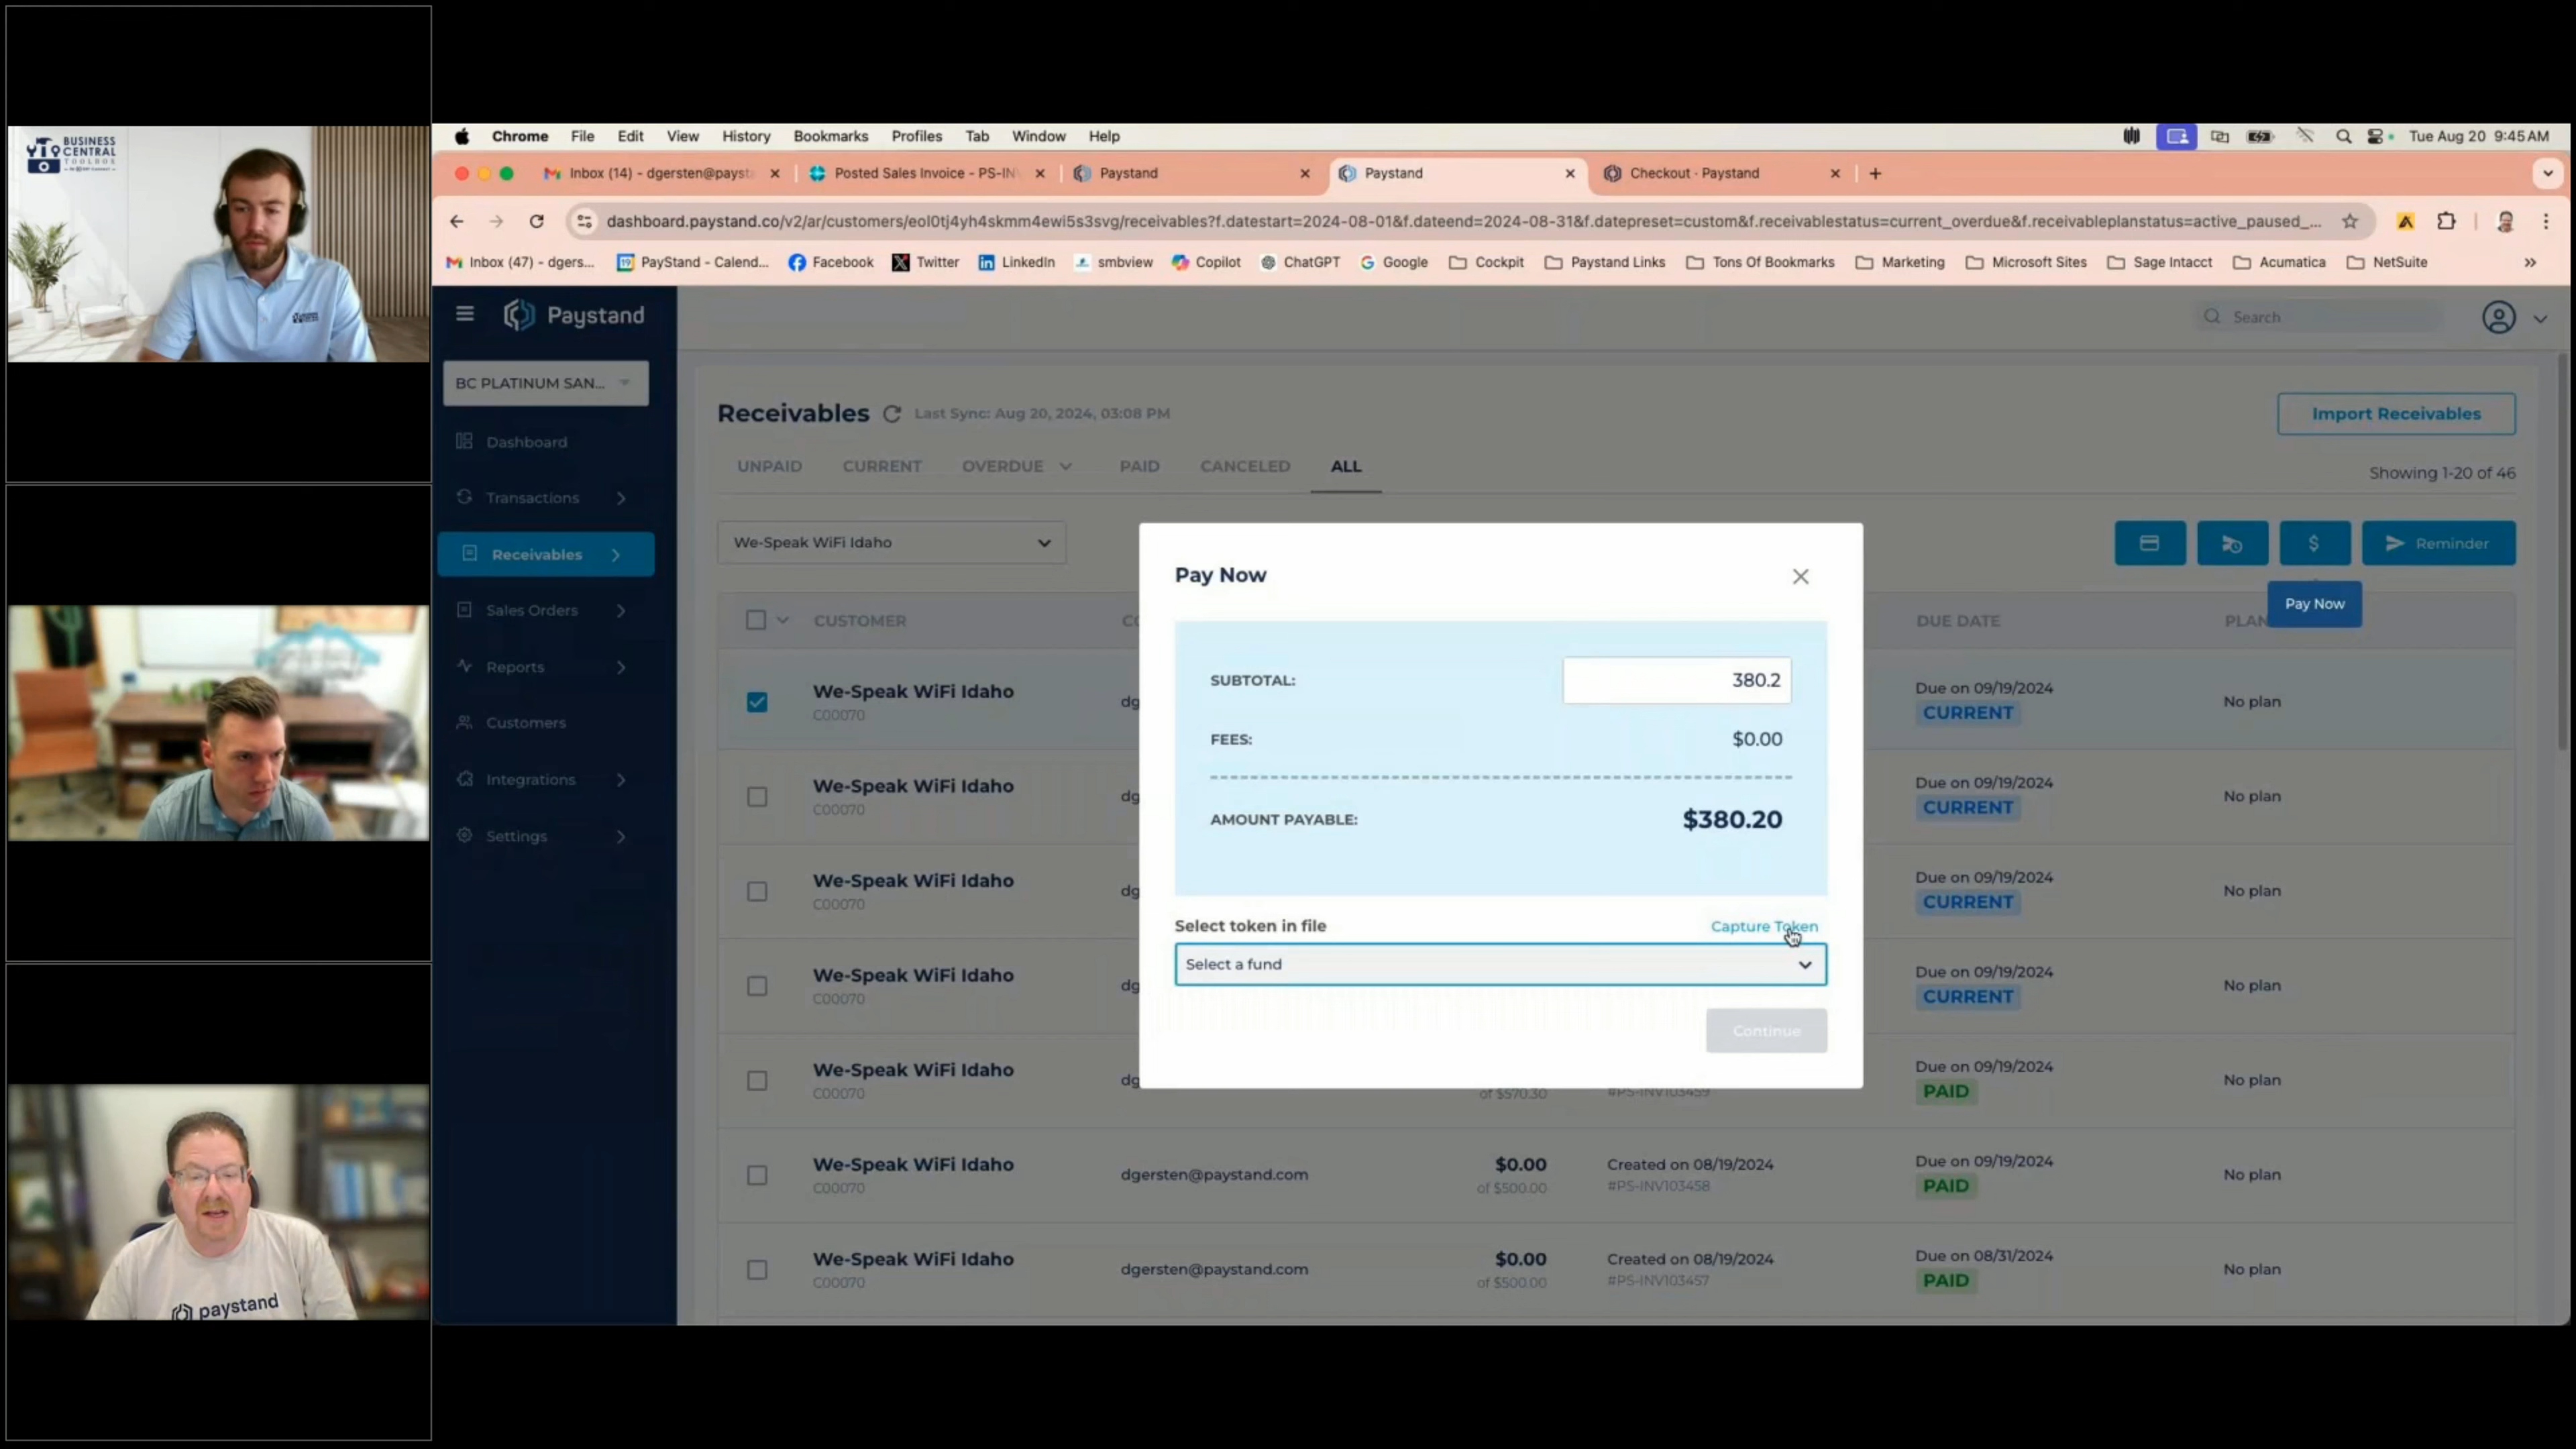 BUSINESS
CENTRAL
TOOLBOX
paystand
Chrome File Edit View History Bookmarks Profiles Tab Window Help
Tue Aug 20 9:45 AM
Inbox (14) - dgersten@payst
Posted Sales Invoice - PS-IN
Paystand
Paystand
Checkout - Paystand
dashboard.paystand.co/v2/ar/customers/eol0tj4yh4skmm4ewi5s3svg/receivables?f.datestart=2024-08-01&f.dateend=2024-08-31&f.datepreset=custom&f.receivablestatus=current_overdue&f.receivableplanstatus=active_paused_...
Inbox (47) - dgers...
PayStand - Calend...
Facebook
Twitter
LinkedIn
smbview
Copilot
ChatGPT
Google
Cockpit
Paystand Links
Tons Of Bookmarks
Marketing
Microsoft Sites
Sage Intacct
Acumatica
NetSuite
Paystand
Search
BC PLATINUM SAN...
Dashboard
Transactions
Receivables
Sales Orders
Reports
Customers
Integrations
Settings
Receivables Last Sync: Aug 20, 2024, 03:08 PM
Import Receivables
UNPAID CURRENT OVERDUE PAID CANCELED ALL
Showing 1-20 of 46
We-Speak WiFi Idaho
$
Reminder
Pay Now
CUSTOMER CO DUE DATE PLAN
We-Speak WiFi Idaho
C00070
dg
Due on 09/19/2024
CURRENT
No plan
We-Speak WiFi Idaho
C00070
dg
Due on 09/19/2024
CURRENT
No plan
We-Speak WiFi Idaho
C00070
dg
Due on 09/19/2024
CURRENT
No plan
We-Speak WiFi Idaho
C00070
dg
Due on 09/19/2024
CURRENT
No plan
We-Speak WiFi Idaho
C00070
dg
of $570.30
#PS-INV103459
Due on 09/19/2024
PAID
No plan
We-Speak WiFi Idaho
C00070
dgersten@paystand.com
$0.00
of $500.00
Created on 08/19/2024
#PS-INV103458
Due on 09/19/2024
PAID
No plan
We-Speak WiFi Idaho
C00070
dgersten@paystand.com
$0.00
of $500.00
Created on 08/19/2024
#PS-INV103457
Due on 08/31/2024
PAID
No plan
Pay Now
SUBTOTAL: 380.2
FEES: $0.00
AMOUNT PAYABLE: $380.20
Select token in file
Capture Token
Select a fund
Continue